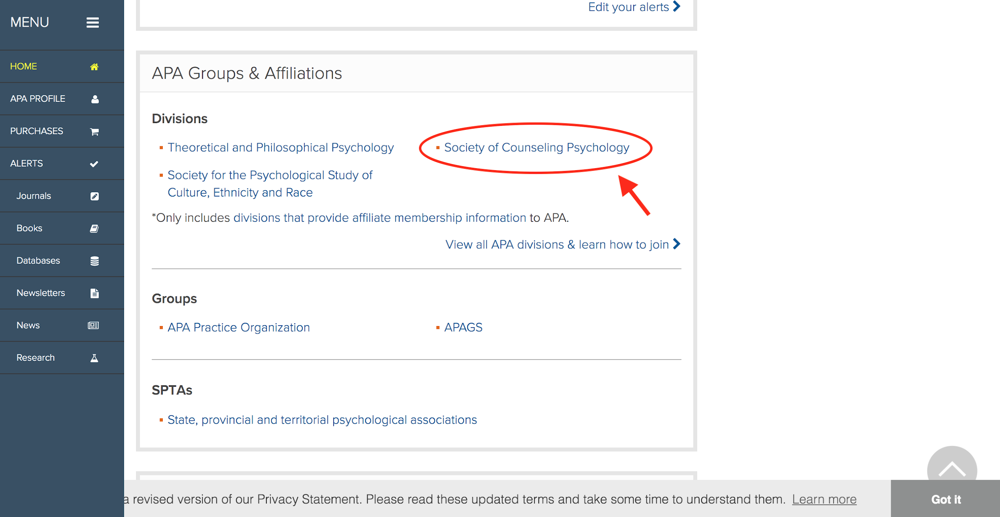 MENU
HOME
APA PROFILE
PURCHASES
ALERTS
Journals
Books
Databases
Newsletters
News
Research
Edit your alerts
APA Groups & Affiliations
Divisions
Theoretical and Philosophical Psychology
Society of Counseling Psychology
Society for the Psychological Study of
Culture, Ethnicity and Race
*Only includes divisions that provide affiliate membership information to APA.
View all APA divisions & learn how to join
Groups
APA Practice Organization
APAGS
SPTAs
State, provincial and territorial psychological associations
a revised version of our Privacy Statement. Please read these updated terms and take some time to understand them. Learn more
Got it